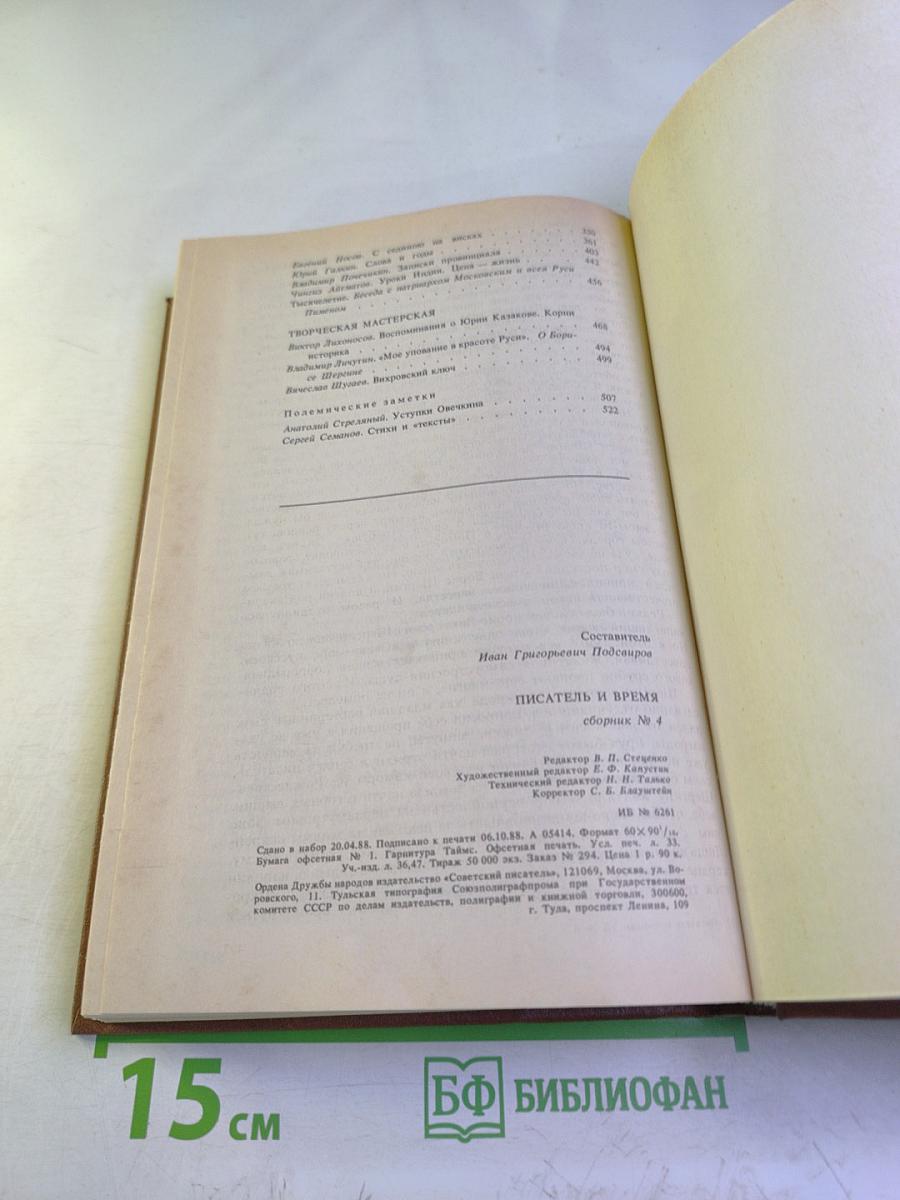 Евгений Носов. С сединою на висках . . . . . . . 350
Юрий Галкин. Слова и годы . . . . . . . . . 361
Владимир Почечикин. Записки провинциала . . . . . . 403
Чингиз Айтматов. Уроки Индии. Цена — жизнь . . . . . 442
Тысячелетие. Беседа с патриархом Московским и всея Руси
Пименом . . . . . . . . . . . . . . . 456
ТВОРЧЕСКАЯ МАСТЕРСКАЯ
Виктор Лихоносов. Воспоминания о Юрии Казакове. Корни
историка . . . . . . . . . . . . . . . 468
Владимир Личутин. «Мое упование в красоте Руси». О Бори-
се Шергине . . . . . . . . . . . . . . 494
Вячеслав Шугаев. Вихровский ключ . . . . . . . . 499
Полемические заметки
Анатолий Стреляный. Уступки Овечкина . . . . . . . 507
Сергей Семанов. Стихи и «тексты» . . . . . . . . 522
Составитель
Иван Григорьевич Подсвиров
ПИСАТЕЛЬ И ВРЕМЯ
сборник № 4
Редактор В. П. Стеценко
Художественный редактор Е. Ф. Капустин
Технический редактор Н. Н. Талько
Корректор С. Б. Блауштейн
ИБ № 6261
Сдано в набор 20.04.88. Подписано к печати 06.10.88. А 05414. Формат 60×90¹/₁₆.
Бумага офсетная № 1. Гарнитура Таймс. Офсетная печать. Усл. печ. л. 33.
Уч.-изд. л. 36,47. Тираж 50 000 экз. Заказ № 294. Цена 1 р. 90 к.
Ордена Дружбы народов издательство «Советский писатель», 121069, Москва, ул. Во-
ровского, 11. Тульская типография Союзполиграфпрома при Государственном
комитете СССР по делам издательств, полиграфии и книжной торговли, 300600,
г. Тула, проспект Ленина, 109
15 см
БФ БИБЛИОФАН